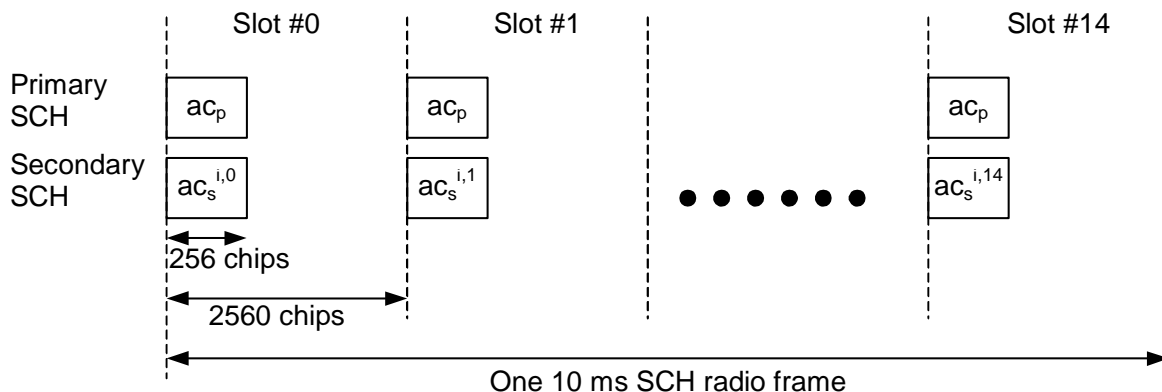 Slot #0 Slot #1 Slot #14
Primary
SCH
ac_p ac_p ac_p
Secondary
SCH
ac_s^i,0 ac_s^i,1 ac_s^i,14
256 chips
2560 chips
One 10 ms SCH radio frame